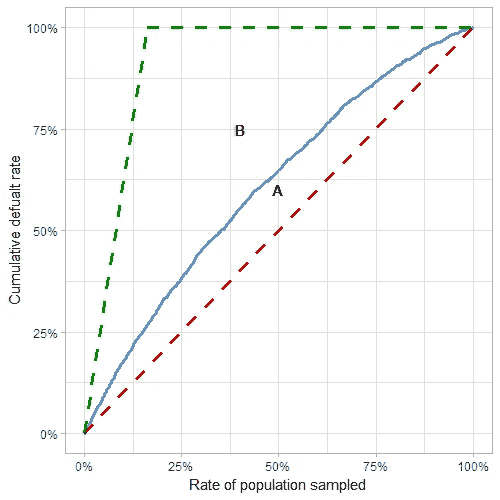 100%
75%
50%
25%
0%
B
A
0% 25% 50% 75% 100%
Rate of population sampled
Cumulative defualt rate